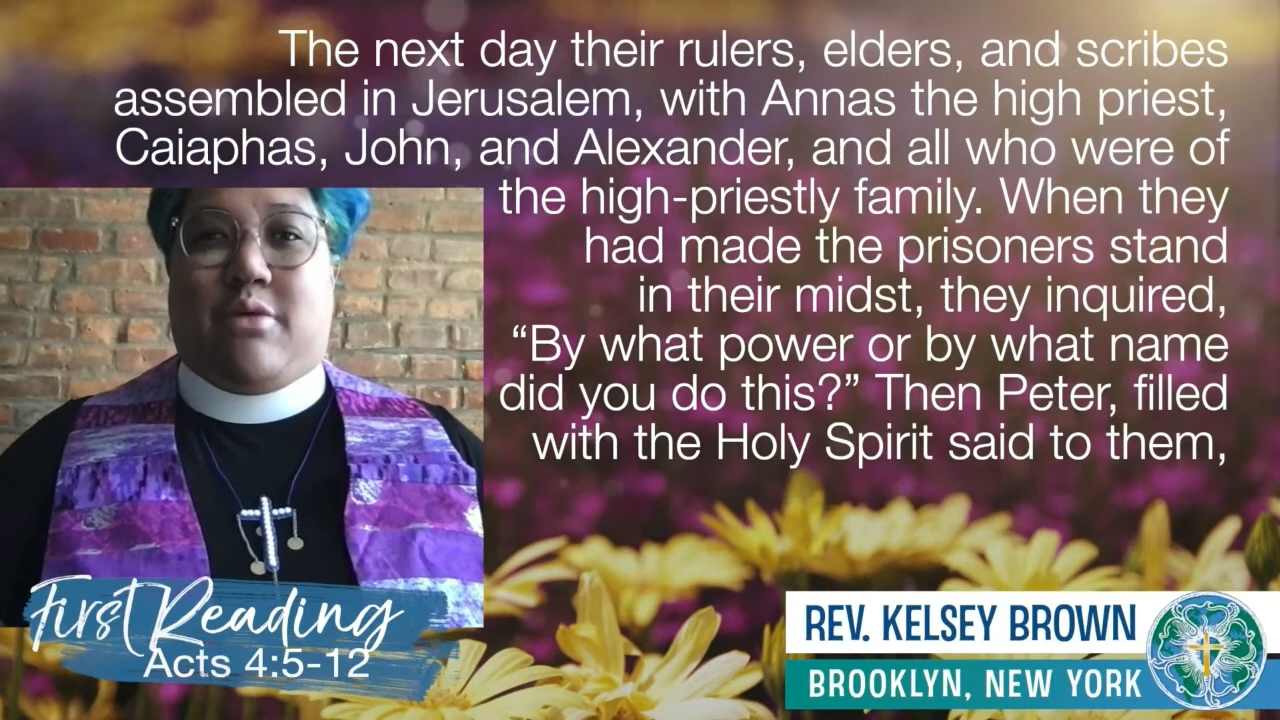 The next day their rulers, elders, and scribes
assembled in Jerusalem, with Annas the high priest,
Caiaphas, John, and Alexander, and all who were of
the high-priestly family. When they
had made the prisoners stand
in their midst, they inquired,
“By what power or by what name
did you do this?” Then Peter, filled
with the Holy Spirit said to them,
First Reading
Acts 4:5-12
REV. KELSEY BROWN
BROOKLYN, NEW YORK